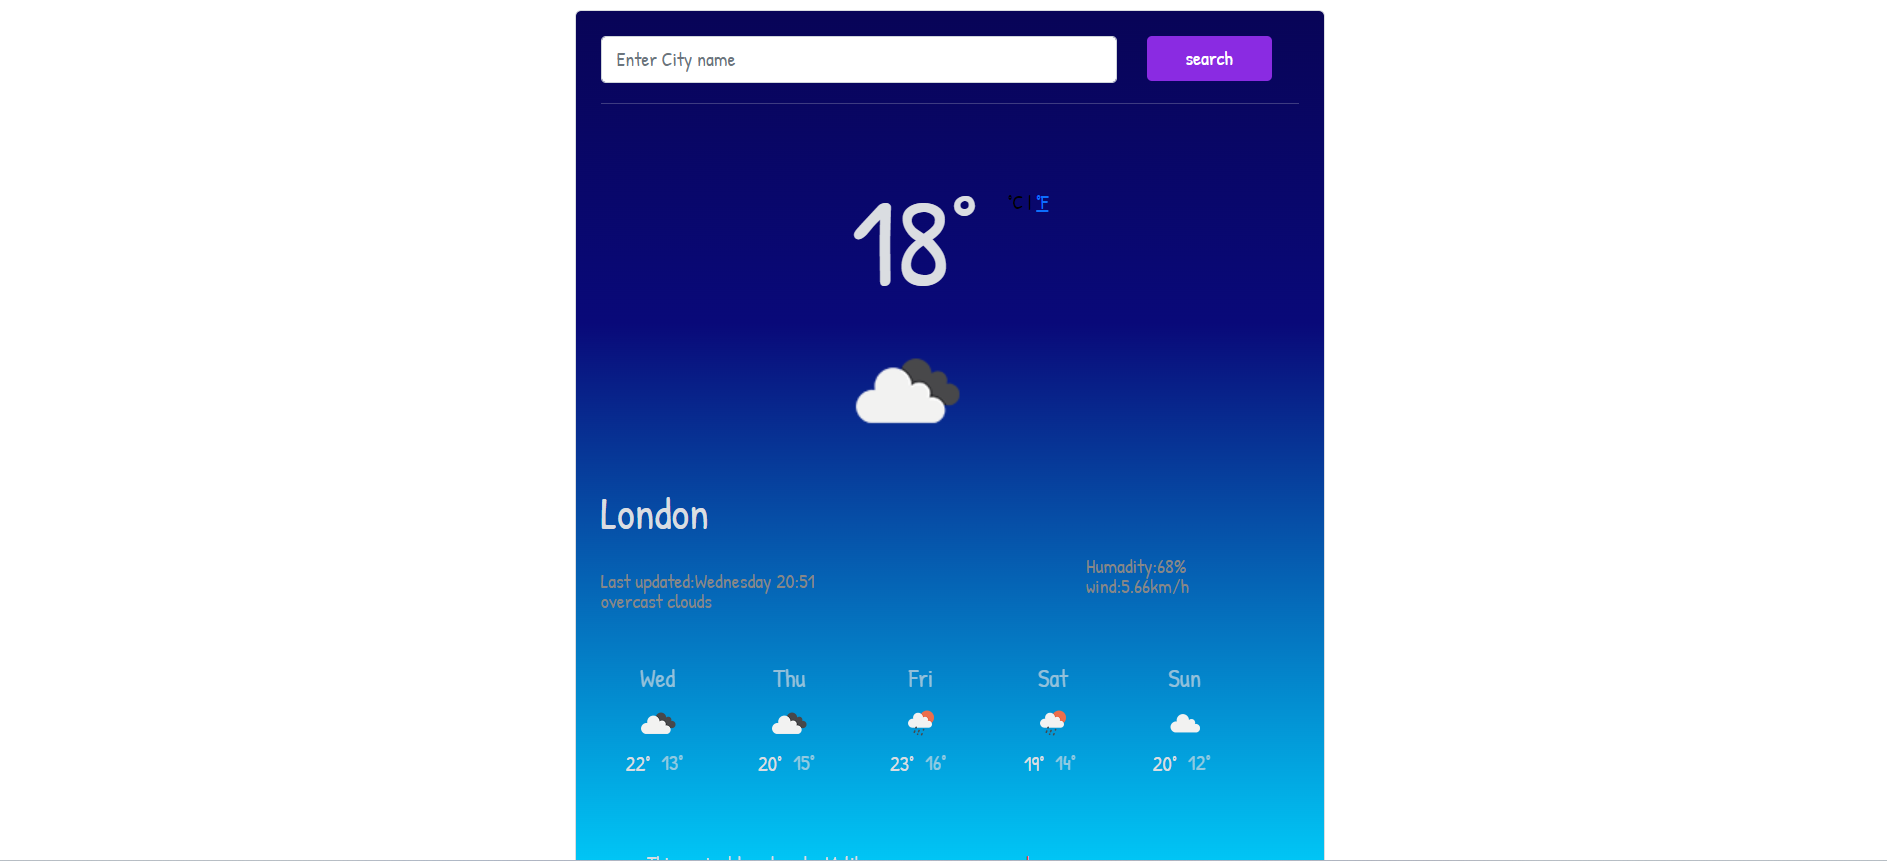 Enter City name
search
18°
°C | °F
London
Last updated:Wednesday 20:51
overcast clouds
Humadity:68%
wind:5.66km/h
Wed Thu Fri Sat Sun
22° 13° 20° 15° 23° 16° 19° 14° 20° 12°